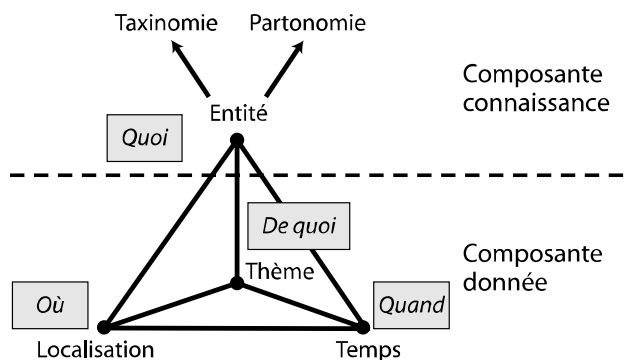 Taxinomie Partonomie
Composante
connaissance
Entité
Quoi
De quoi
Composante
donnée
Thème
Où
Quand
Localisation
Temps